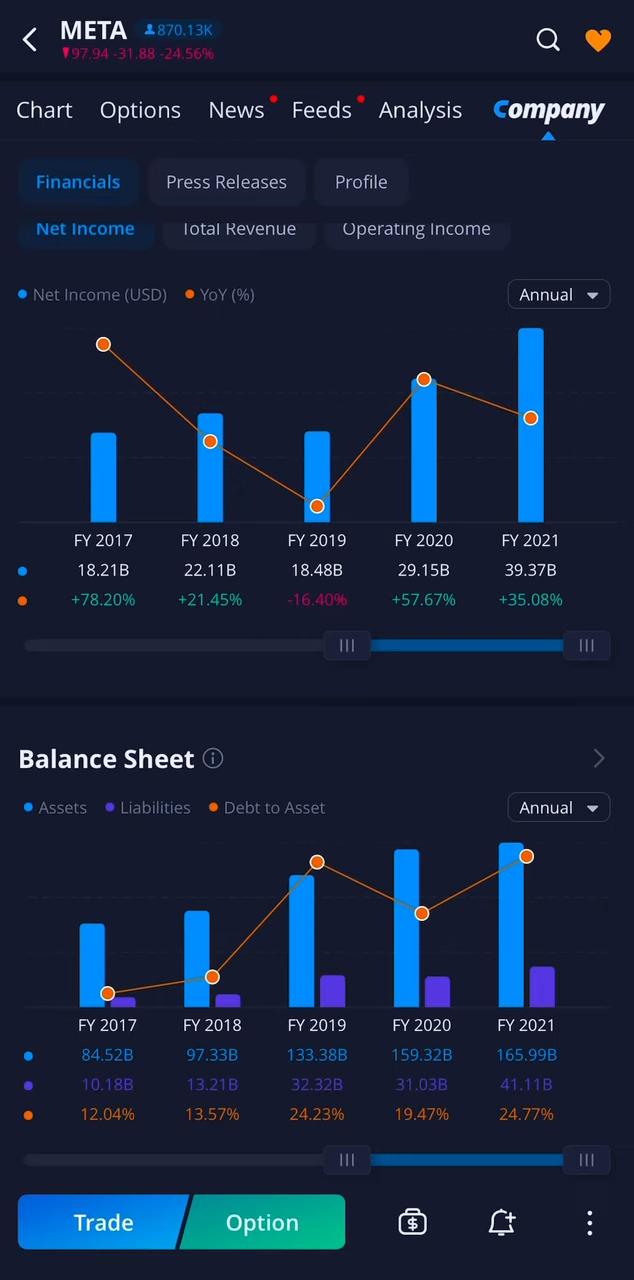 META 870.13K
97.94 -31.88 -24.56%
Chart Options News Feeds Analysis Company
Financials Press Releases Profile
Net Income Total Revenue Operating Income
Net Income (USD) YoY (%) Annual
FY 2017 FY 2018 FY 2019 FY 2020 FY 2021
18.21B 22.11B 18.48B 29.15B 39.37B
+78.20% +21.45% -16.40% +57.67% +35.08%
Balance Sheet
Assets Liabilities Debt to Asset Annual
FY 2017 FY 2018 FY 2019 FY 2020 FY 2021
84.52B 97.33B 133.38B 159.32B 165.99B
10.18B 13.21B 32.32B 31.03B 41.11B
12.04% 13.57% 24.23% 19.47% 24.77%
Trade Option